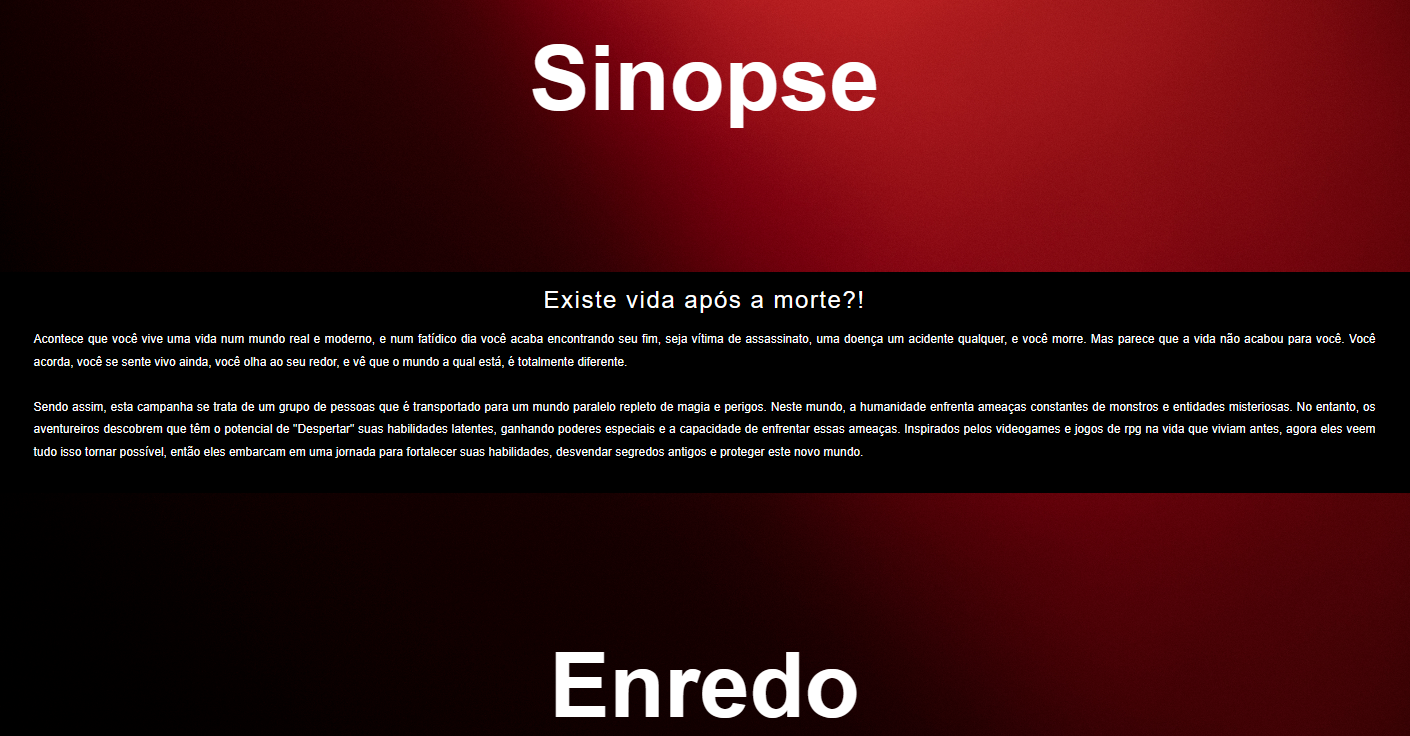 Sinopse
Existe vida após a morte?!
Acontece que você vive uma vida num mundo real e moderno, e num fatídico dia você acaba encontrando seu fim, seja vítima de assassinato, uma doença um acidente qualquer, e você morre. Mas parece que a vida não acabou para você. Você
acorda, você se sente vivo ainda, você olha ao seu redor, e vê que o mundo a qual está, é totalmente diferente.
Sendo assim, esta campanha se trata de um grupo de pessoas que é transportado para um mundo paralelo repleto de magia e perigos. Neste mundo, a humanidade enfrenta ameaças constantes de monstros e entidades misteriosas. No entanto, os
aventureiros descobrem que têm o potencial de "Despertar" suas habilidades latentes, ganhando poderes especiais e a capacidade de enfrentar essas ameaças. Inspirados pelos videogames e jogos de rpg na vida que viviam antes, agora eles veem
tudo isso tornar possível, então eles embarcam em uma jornada para fortalecer suas habilidades, desvendar segredos antigos e proteger este novo mundo.
Enredo